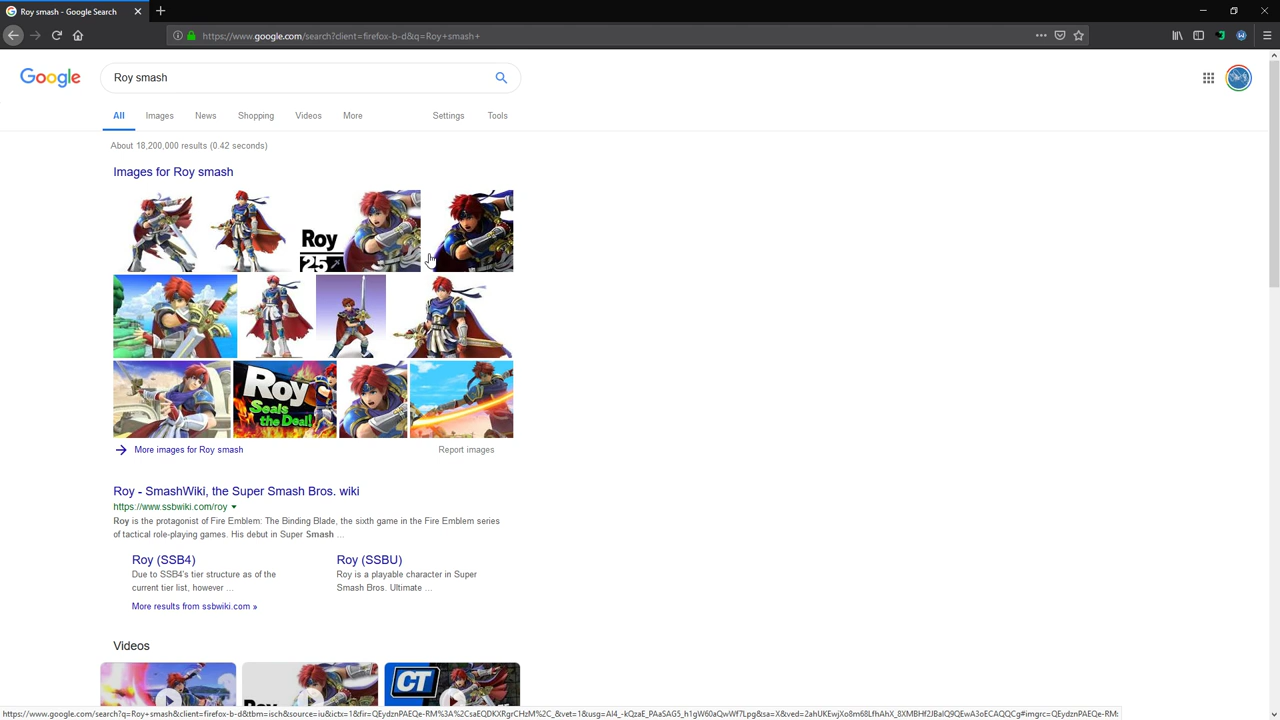 Roy smash - Google Search
https://www.google.com/search?client=firefox-b-d&q=Roy+smash+
Google
Roy smash
All Images News Shopping Videos More Settings Tools
About 18,200,000 results (0.42 seconds)
Images for Roy smash
Roy
25
Roy
Seals
the Deal!
More images for Roy smash
Report images
Roy - SmashWiki, the Super Smash Bros. wiki
https://www.ssbwiki.com/roy
Roy is the protagonist of Fire Emblem: The Binding Blade, the sixth game in the Fire Emblem series
of tactical role-playing games. His debut in Super Smash ...
Roy (SSB4)
Due to SSB4's tier structure as of the
current tier list, however ...
Roy (SSBU)
Roy is a playable character in Super
Smash Bros. Ultimate ...
More results from ssbwiki.com »
Videos
CT